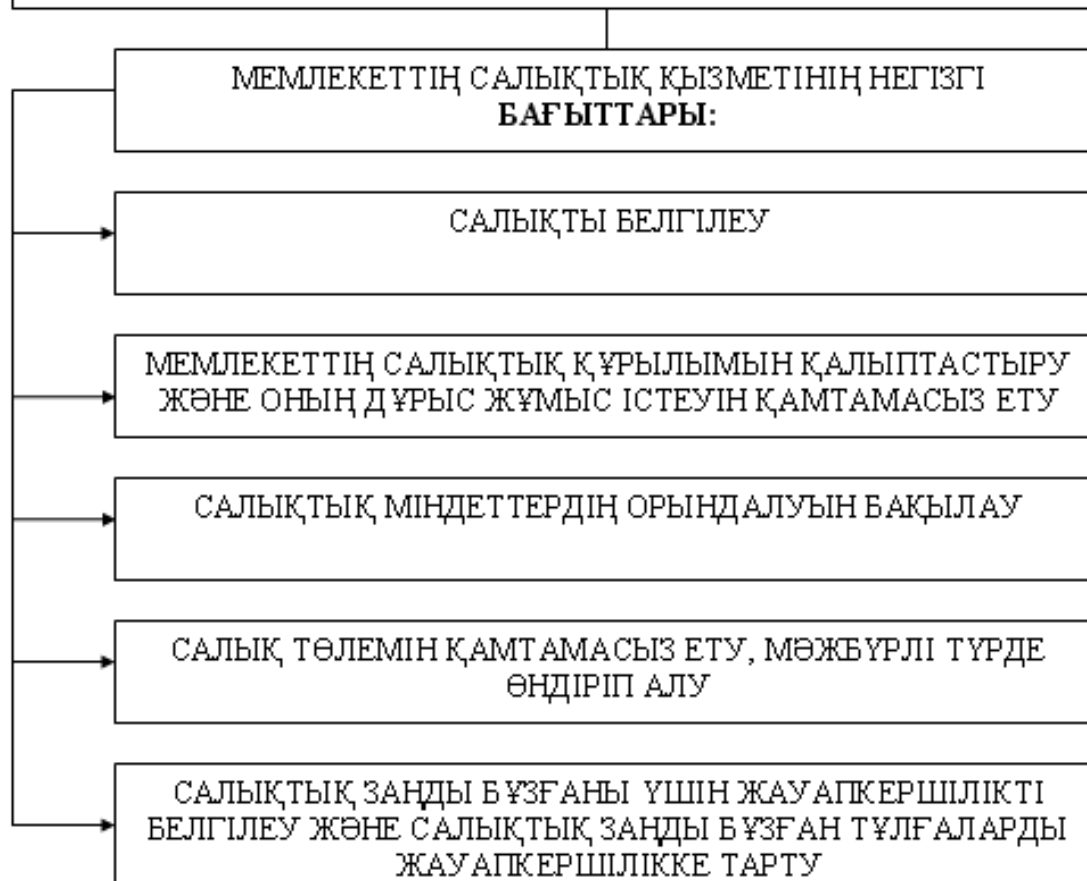 МЕМЛЕКЕТТІҢ САЛЫҚТЫҚ ҚЫЗМЕТІНІҢ НЕГІЗГІ
БАҒЫТТАРЫ:
САЛЫҚТЫ БЕЛГІЛЕУ
МЕМЛЕКЕТТІҢ САЛЫҚТЫҚ ҚҰРЫЛЫМЫН ҚАЛЫПТАСТЫРУ
ЖӘНЕ ОНЫҢ ДҰРЫС ЖҰМЫС ІСТЕУІН ҚАМТАМАСЫЗ ЕТУ
САЛЫҚТЫҚ МІНДЕТТЕРДІҢ ОРЫНДАЛУЫН БАҚЫЛАУ
САЛЫҚ ТӨЛЕМІН ҚАМТАМАСЫЗ ЕТУ, МӘЖБҮРЛІ ТҮРДЕ
ӨНДІРІП АЛУ
САЛЫҚТЫҚ ЗАҢДЫ БҰЗҒАНЫ ҮШІН ЖАУАПКЕРШІЛІКТІ
БЕЛГІЛЕУ ЖӘНЕ САЛЫҚТЫҚ ЗАҢДЫ БҰЗҒАН ТҰЛҒАЛАРДЫ
ЖАУАПКЕРШІЛІККЕ ТАРТУ